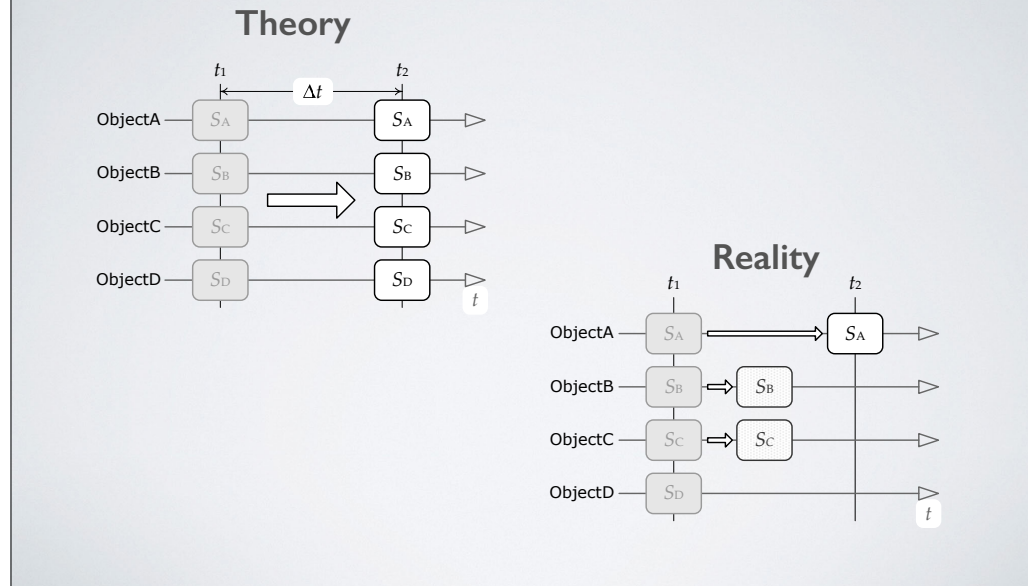 Theory
t1 t2
Δt
ObjectA SA SA
ObjectB SB SB
ObjectC SC SC
ObjectD SD SD
t
Reality
t1 t2
ObjectA SA SA
ObjectB SB SB
ObjectC SC SC
ObjectD SD
t